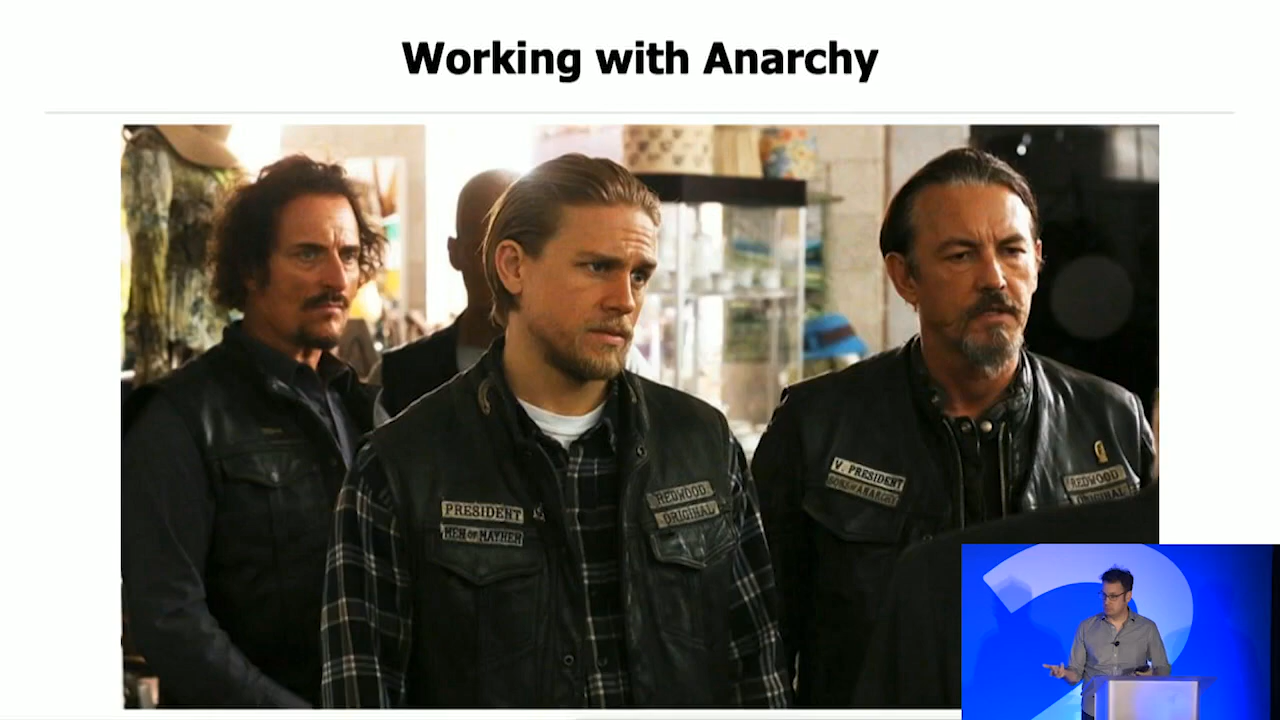 Working with Anarchy
PRESIDENT
MEN OF MAYHEM
REDWOOD
ORIGINAL
V. PRESIDENT
SONS OF ANARCHY
REDWOOD
ORIGINAL